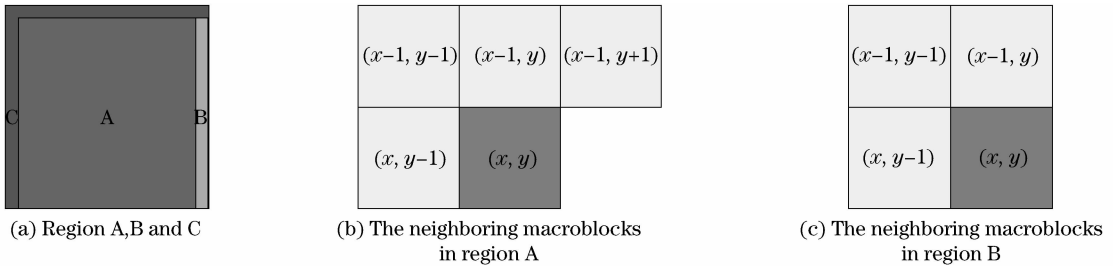 C
A
B
(a) Region A,B and C
(x−1, y−1)
(x−1, y)
(x−1, y+1)
(x, y−1)
(x, y)
(b) The neighboring macroblocks
in region A
(x−1, y−1)
(x−1, y)
(x, y−1)
(x, y)
(c) The neighboring macroblocks
in region B